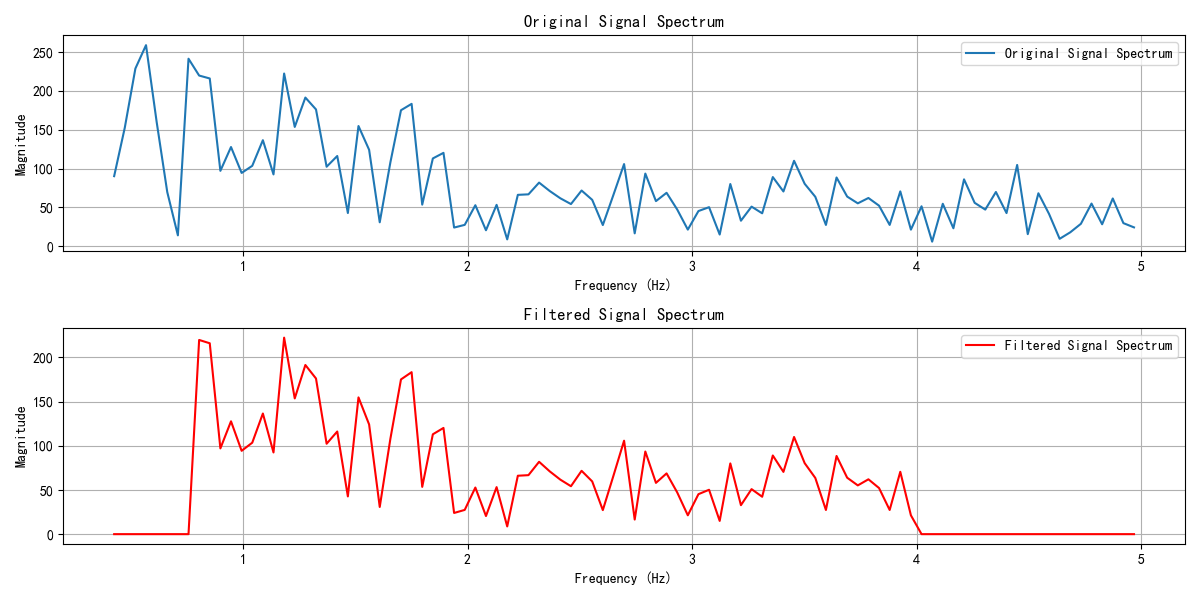 Original Signal Spectrum
Original Signal Spectrum
Magnitude
250
200
150
100
50
0
1
2
3
4
5
Frequency (Hz)
Filtered Signal Spectrum
Filtered Signal Spectrum
Magnitude
200
150
100
50
0
1
2
3
4
5
Frequency (Hz)